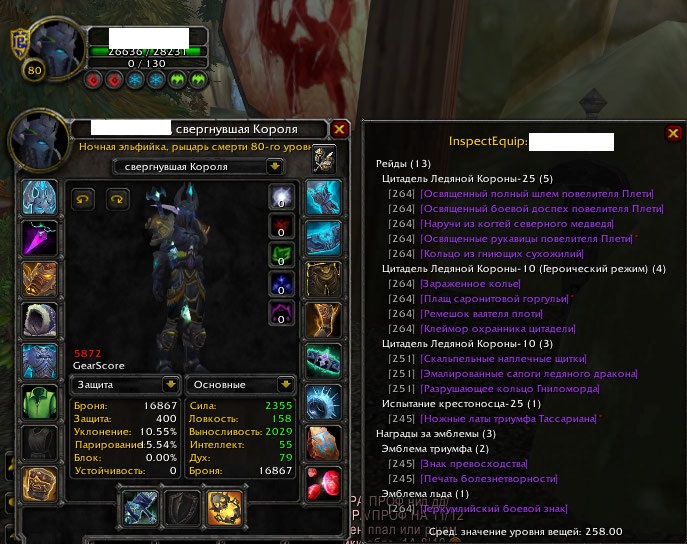 26636 / 28231
80
0 / 130
, свергнувшая Короля
Ночная эльфийка, рыцарь смерти 80-го уровн
свергнувшая Короля
0
0
0
0
0
5872
GearScore
Защита
Основные
Броня: 16867
Защита: 400
Уклонение: 10.55%
Парирование: 15.54%
Блок: 0.00%
Устойчивость: 0
Сила: 2355
Ловкость: 158
Выносливость: 2029
Интеллект: 55
Дух: 79
Броня: 16867
InspectEquip:
Рейды (13)
Цитадель Ледяной Короны-25 (5)
[264] [Освященный полный шлем повелителя Плети]
[264] [Освященный боевой доспех повелителя Плети]
[264] [Наручи из когтей северного медведя]
[264] [Освященные рукавицы повелителя Плети]*
[264] [Кольцо из гниющих сухожилий]
Цитадель Ледяной Короны-10 (Героический режим) (4)
[264] [Зараженное колье]
[264] [Плащ саронитовой горгульи]*
[264] [Ремешок ваятеля плоти]
[264] [Клеймор охранника цитадели]
Цитадель Ледяной Короны-10 (3)
[251] [Скальпельные наплечные щитки]
[251] [Эмалированные сапоги ледяного дракона]
[251] [Разрушающее кольцо Гниломорда]
Испытание крестоносца-25 (1)
[245] [Ножные латы триумфа Тассариана]*
Награды за эмблемы (3)
Эмблема триумфа (2)
[245] [Знак превосходства]
[245] [Печать болезнетворности]
Эмблема льда (1)
[264] [Геркумлийский боевой знак]
Сред. значение уровня вещей: 258.00